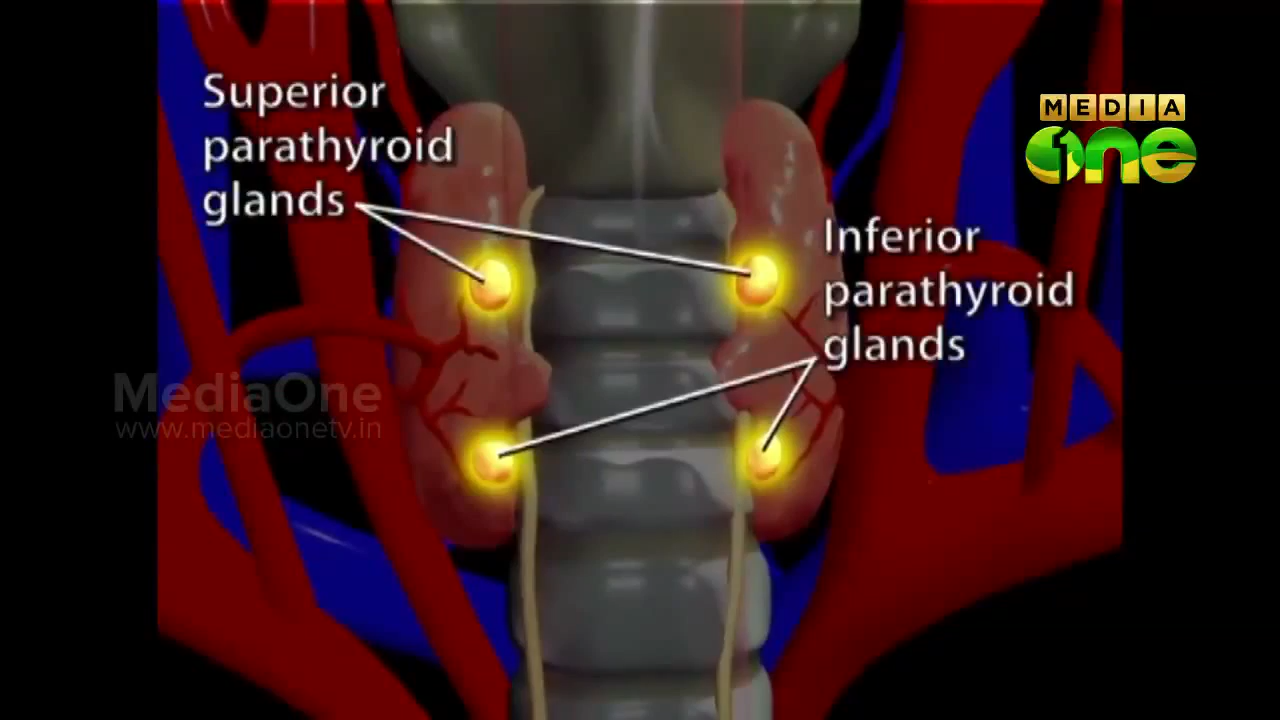 Superior
parathyroid
glands
MEDIA
One
Inferior
parathyroid
glands
MediaOne
www.mediaonetv.in